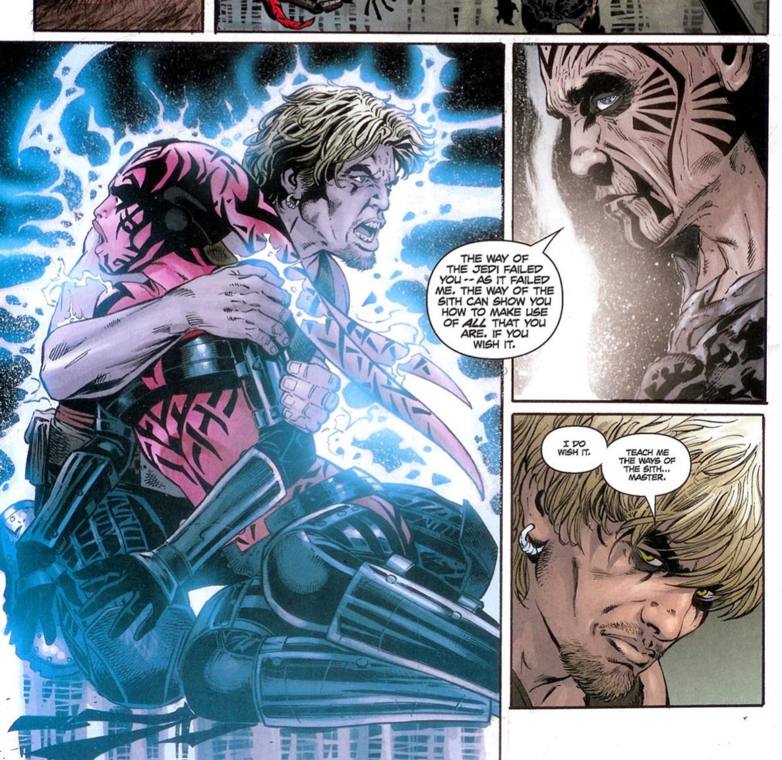 THE WAY OF
THE JEDI FAILED
YOU -- AS IT FAILED
ME. THE WAY OF THE
SITH CAN SHOW YOU
HOW TO MAKE USE
OF ALL THAT YOU
ARE. IF YOU
WISH IT.
I DO
WISH IT.
TEACH ME
THE WAYS OF
THE SITH...
MASTER.